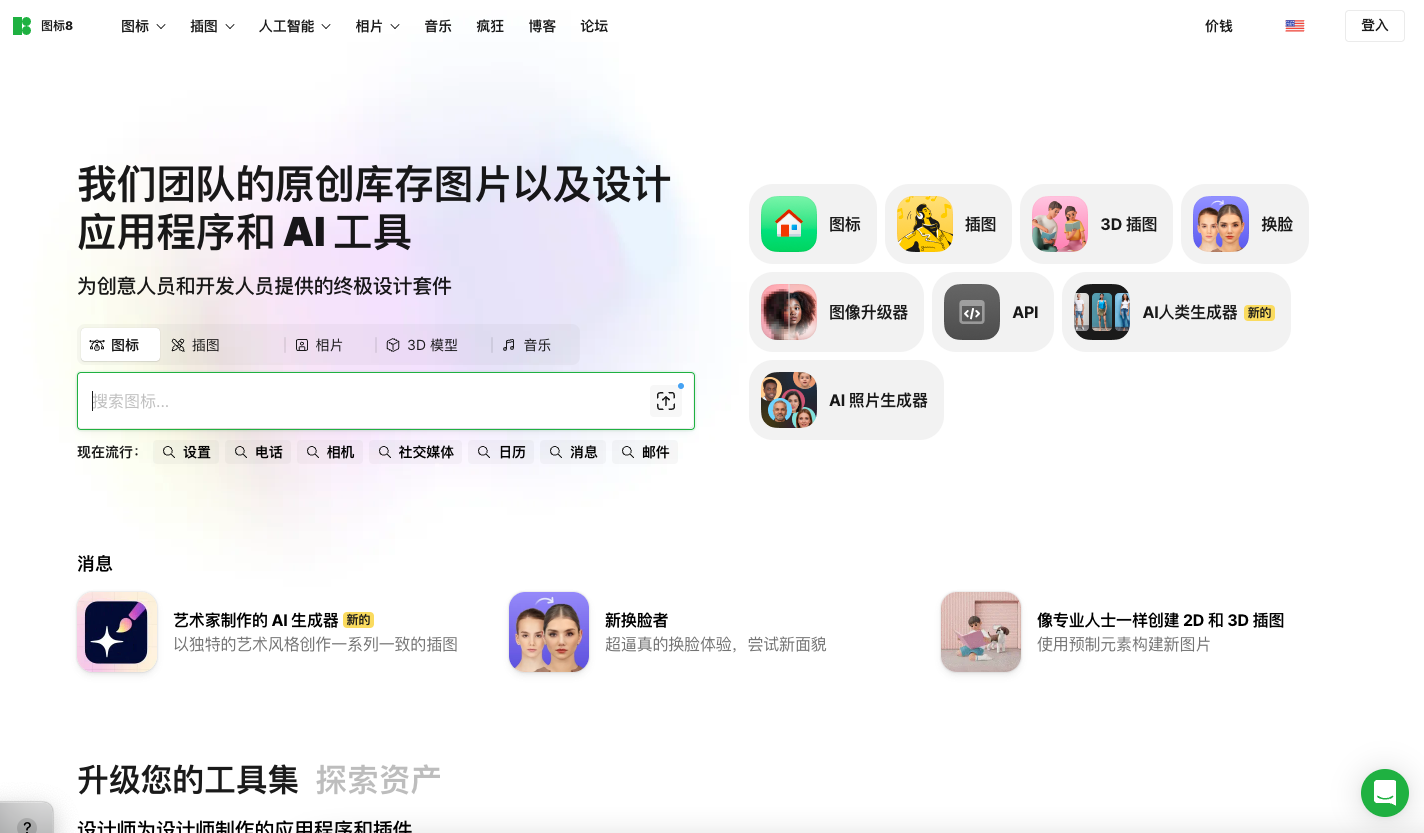 图标8
图标
插图
人工智能
相片
音乐
疯狂
博客
论坛
价钱
登入
我们团队的原创库存图片以及设计
应用程序和 AI 工具
为创意人员和开发人员提供的终极设计套件
图标
插图
相片
3D 模型
音乐
搜索图标...
现在流行：
设置
电话
相机
社交媒体
日历
消息
邮件
图标
插图
3D 插图
换脸
图像升级器
API
AI人类生成器 新的
AI 照片生成器
消息
艺术家制作的 AI 生成器 新的
以独特的艺术风格创作一系列一致的插图
新换脸者
超逼真的换脸体验，尝试新面貌
像专业人士一样创建 2D 和 3D 插图
使用预制元素构建新图片
升级您的工具集 探索资产
设计师为设计师制作的应用程序和插件
?